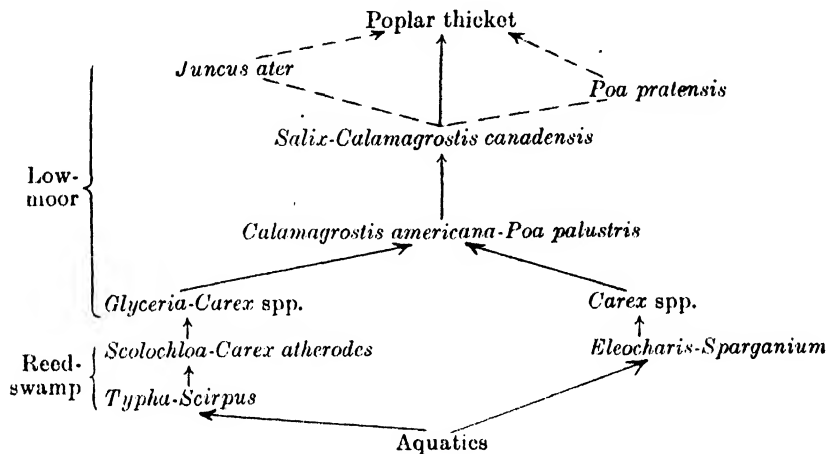 Poplar thicket
Juncus ater
Poa pratensis
Salix-Calamagrostis canadensis
Low-
moor
Calamagrostis americana-Poa palustris
Glyceria-Carex spp.
Carex spp.
Reed-
swamp
Scolochloa-Carex atherodes
Eleocharis-Sparganium
Typha-Scirpus
Aquatics